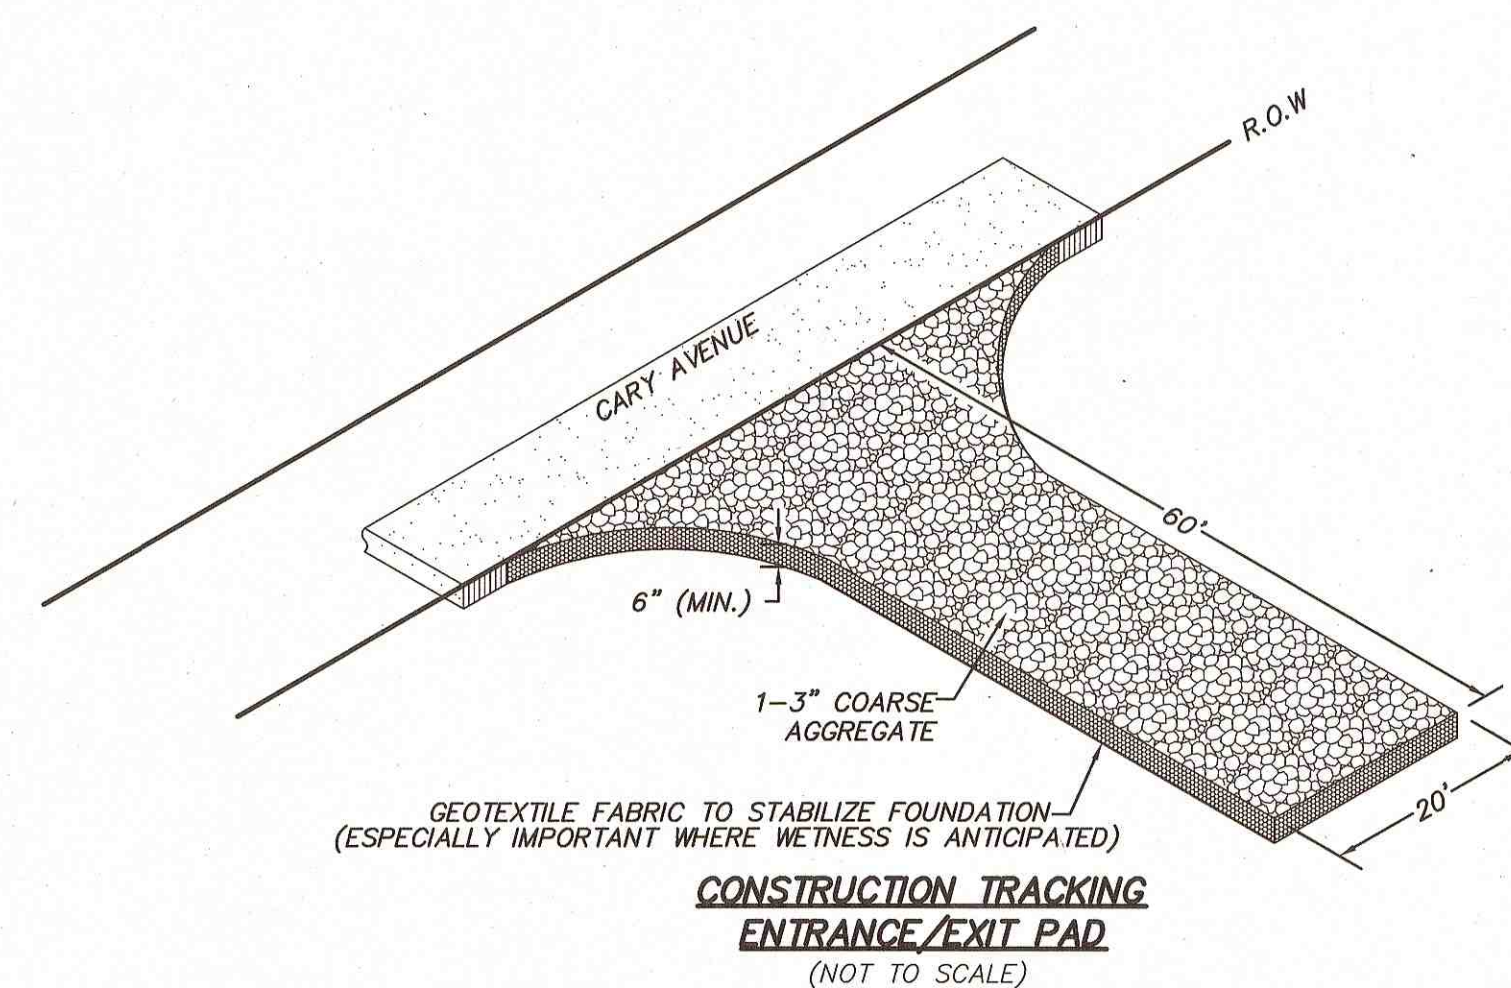 R.O.W
CARY AVENUE
60'
6" (MIN.)
1-3" COARSE
AGGREGATE
20'
GEOTEXTILE FABRIC TO STABILIZE FOUNDATION
(ESPECIALLY IMPORTANT WHERE WETNESS IS ANTICIPATED)
CONSTRUCTION TRACKING
ENTRANCE/EXIT PAD
(NOT TO SCALE)